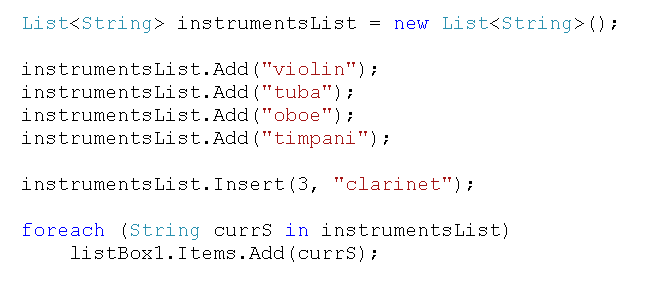 List<String> instrumentsList = new List<String>();
instrumentsList.Add("violin");
instrumentsList.Add("tuba");
instrumentsList.Add("oboe");
instrumentsList.Add("timpani");
instrumentsList.Insert(3, "clarinet");
foreach (String currS in instrumentsList)
    listBox1.Items.Add(currS);